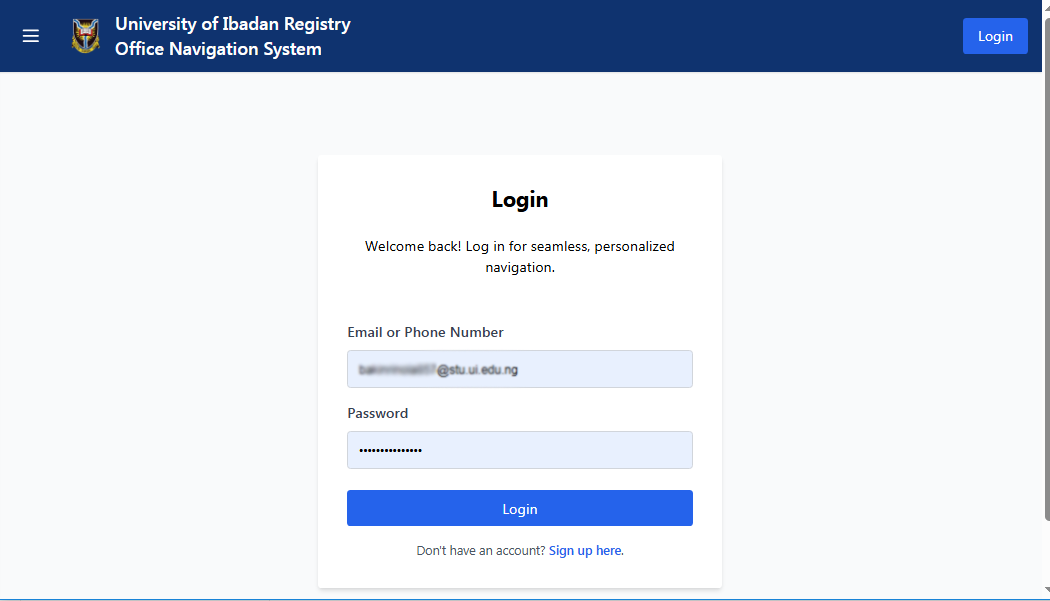 University of Ibadan Registry
Office Navigation System
Login
Login
Welcome back! Log in for seamless, personalized
navigation.
Email or Phone Number
@stu.ui.edu.ng
Password
•••••••••••••••
Login
Don't have an account? Sign up here.